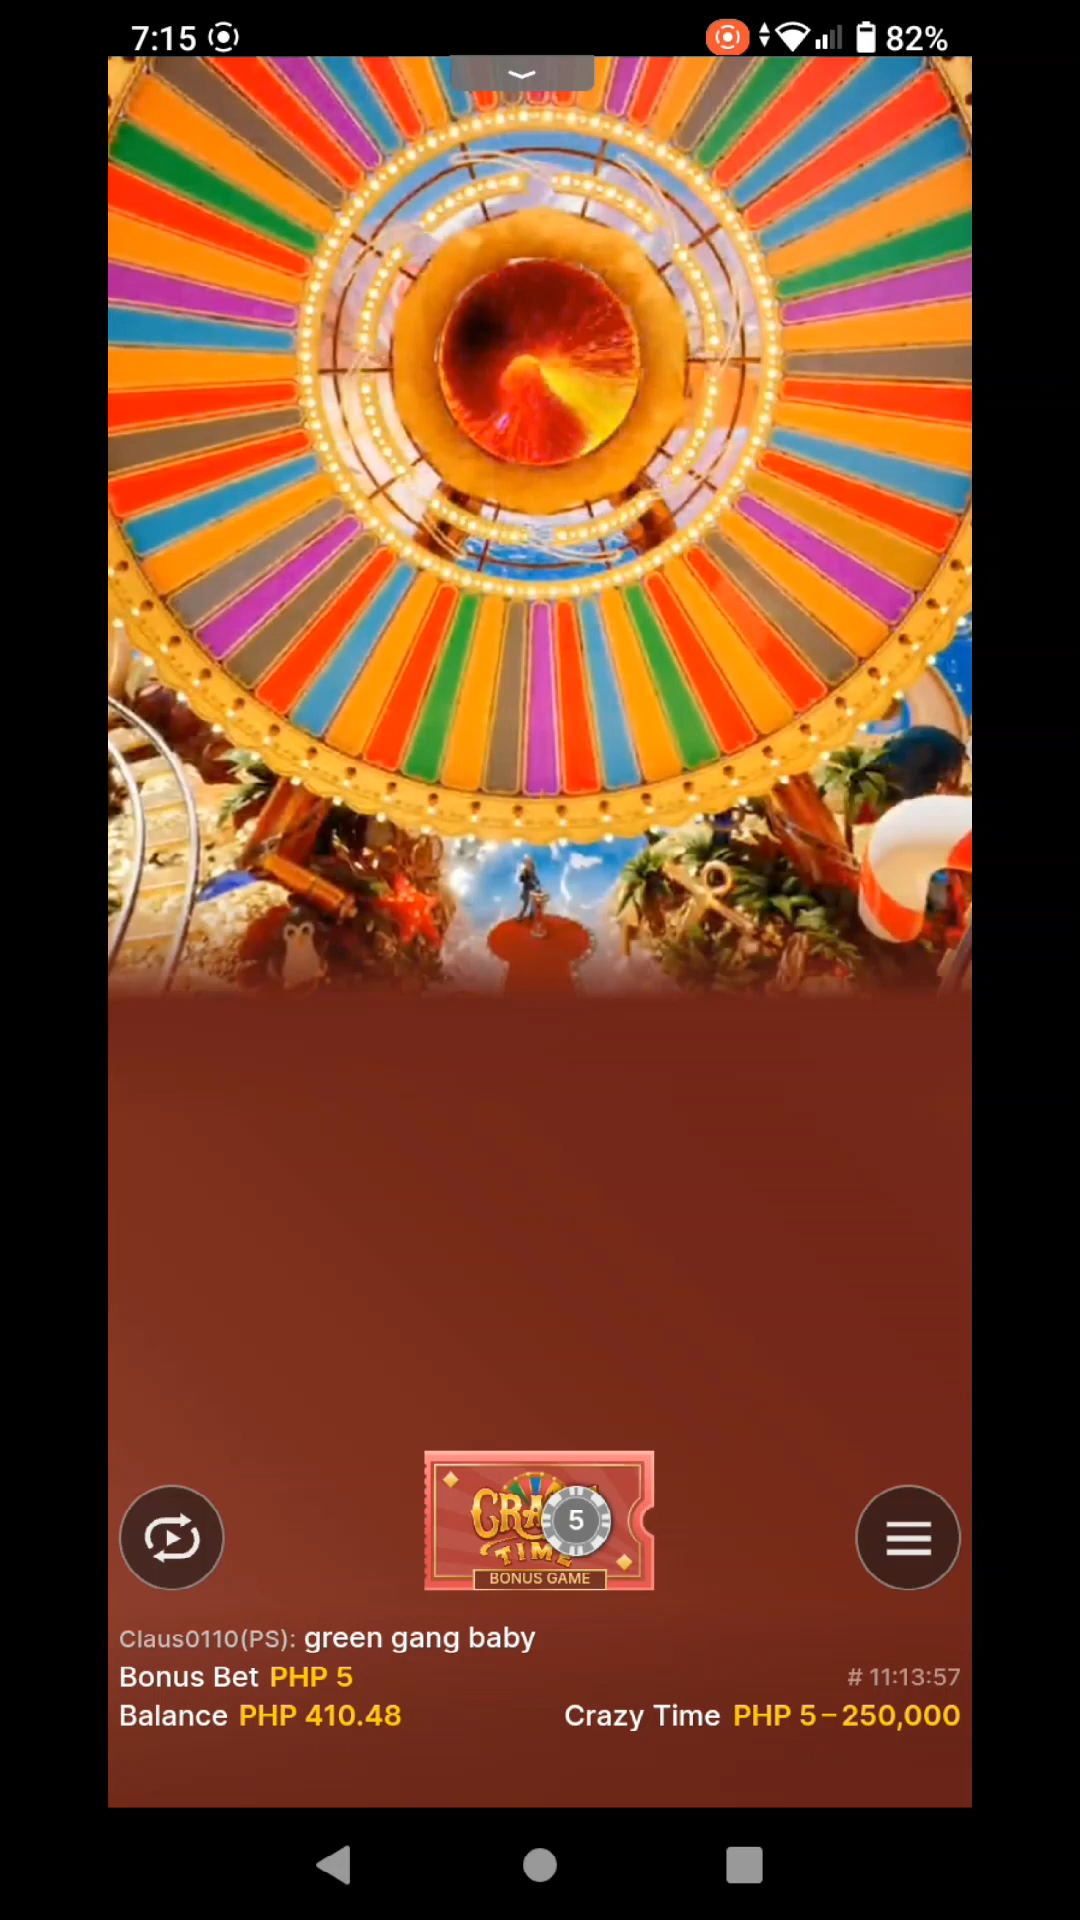 7:15 82%
CRAZY
TIME
5
BONUS GAME
Claus0110(PS): green gang baby
Bonus Bet PHP 5 # 11:13:57
Balance PHP 410.48 Crazy Time PHP 5–250,000